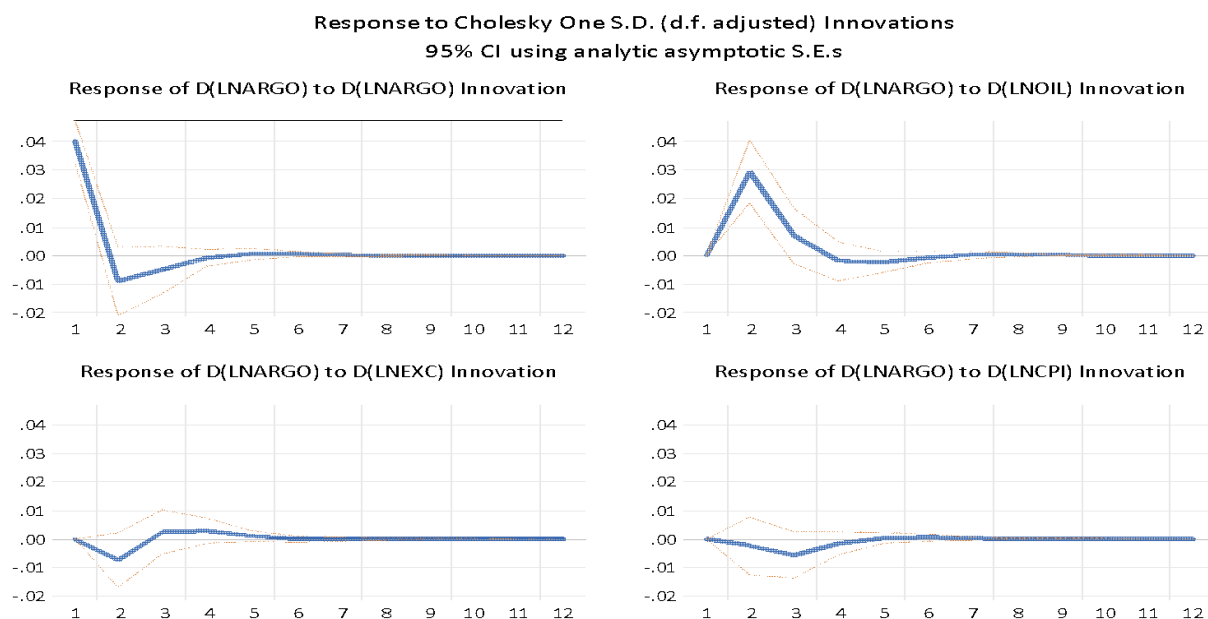 Response to Cholesky One S.D. (d.f. adjusted) Innovations
95% CI using analytic asymptotic S.E.s
Response of D(LNARGO) to D(LNARGO) Innovation
.04
.03
.02
.01
.00
-.01
-.02
1 2 3 4 5 6 7 8 9 10 11 12
Response of D(LNARGO) to D(LNOIL) Innovation
.04
.03
.02
.01
.00
-.01
-.02
1 2 3 4 5 6 7 8 9 10 11 12
Response of D(LNARGO) to D(LNEXC) Innovation
.04
.03
.02
.01
.00
-.01
-.02
1 2 3 4 5 6 7 8 9 10 11 12
Response of D(LNARGO) to D(LNCPI) Innovation
.04
.03
.02
.01
.00
-.01
-.02
1 2 3 4 5 6 7 8 9 10 11 12